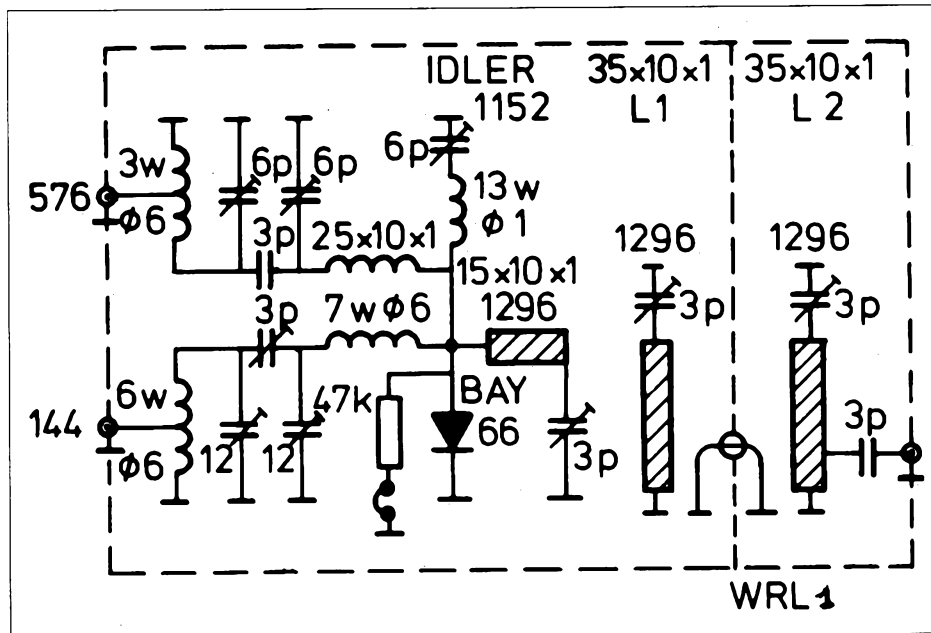 IDLER
1152
35x10x1
L1
35x10x1
L2
3w
6p
6p
6p
576
ϕ6
13w
ϕ1
3p
25x10x1
15x10x1
1296
1296
1296
3p
7wϕ6
3p
3p
6w
47k
BAY
66
144
ϕ6
12
12
3p
3p
WRL1